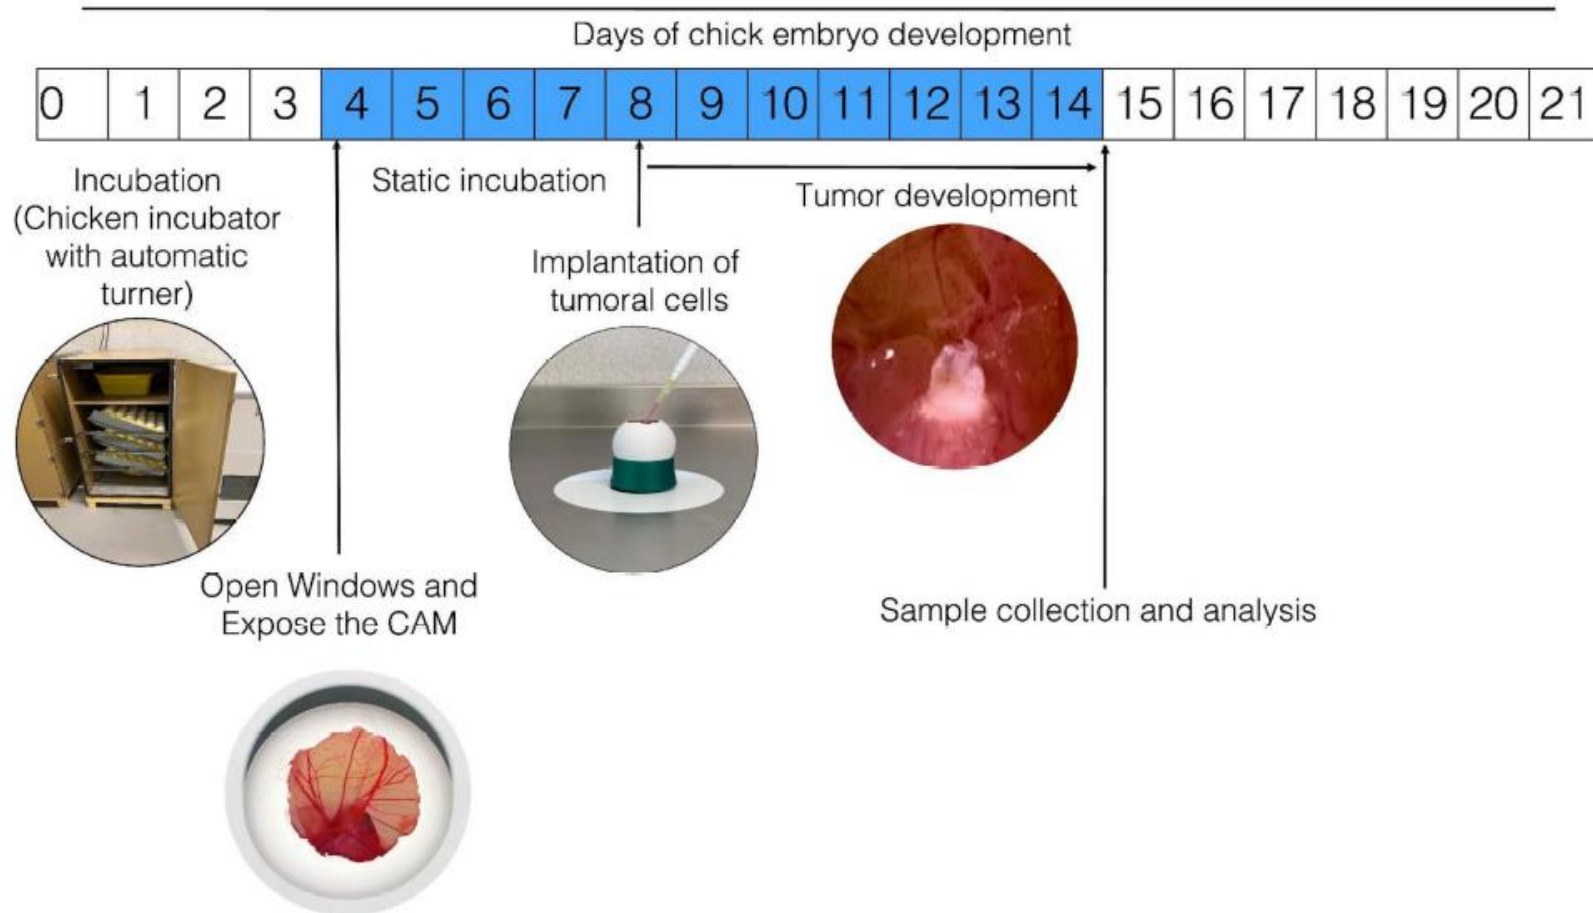 Days of chick embryo development
0 1 2 3 4 5 6 7 8 9 10 11 12 13 14 15 16 17 18 19 20 21
Incubation
(Chicken incubator
with automatic
turner)
Static incubation
Tumor development
Implantation of
tumoral cells
Open Windows and
Expose the CAM
Sample collection and analysis